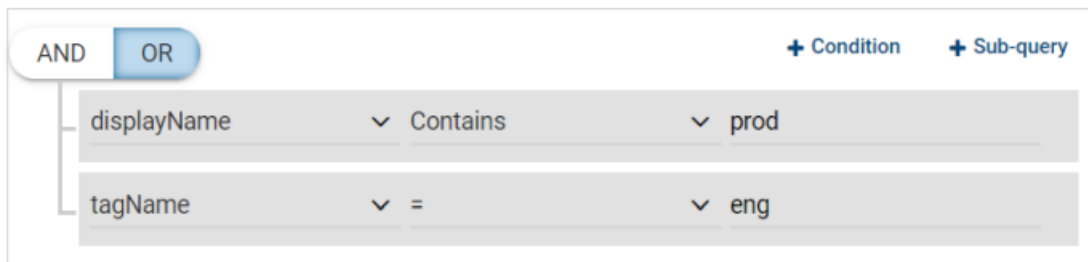 AND OR + Condition + Sub-query
displayName Contains prod
tagName = eng